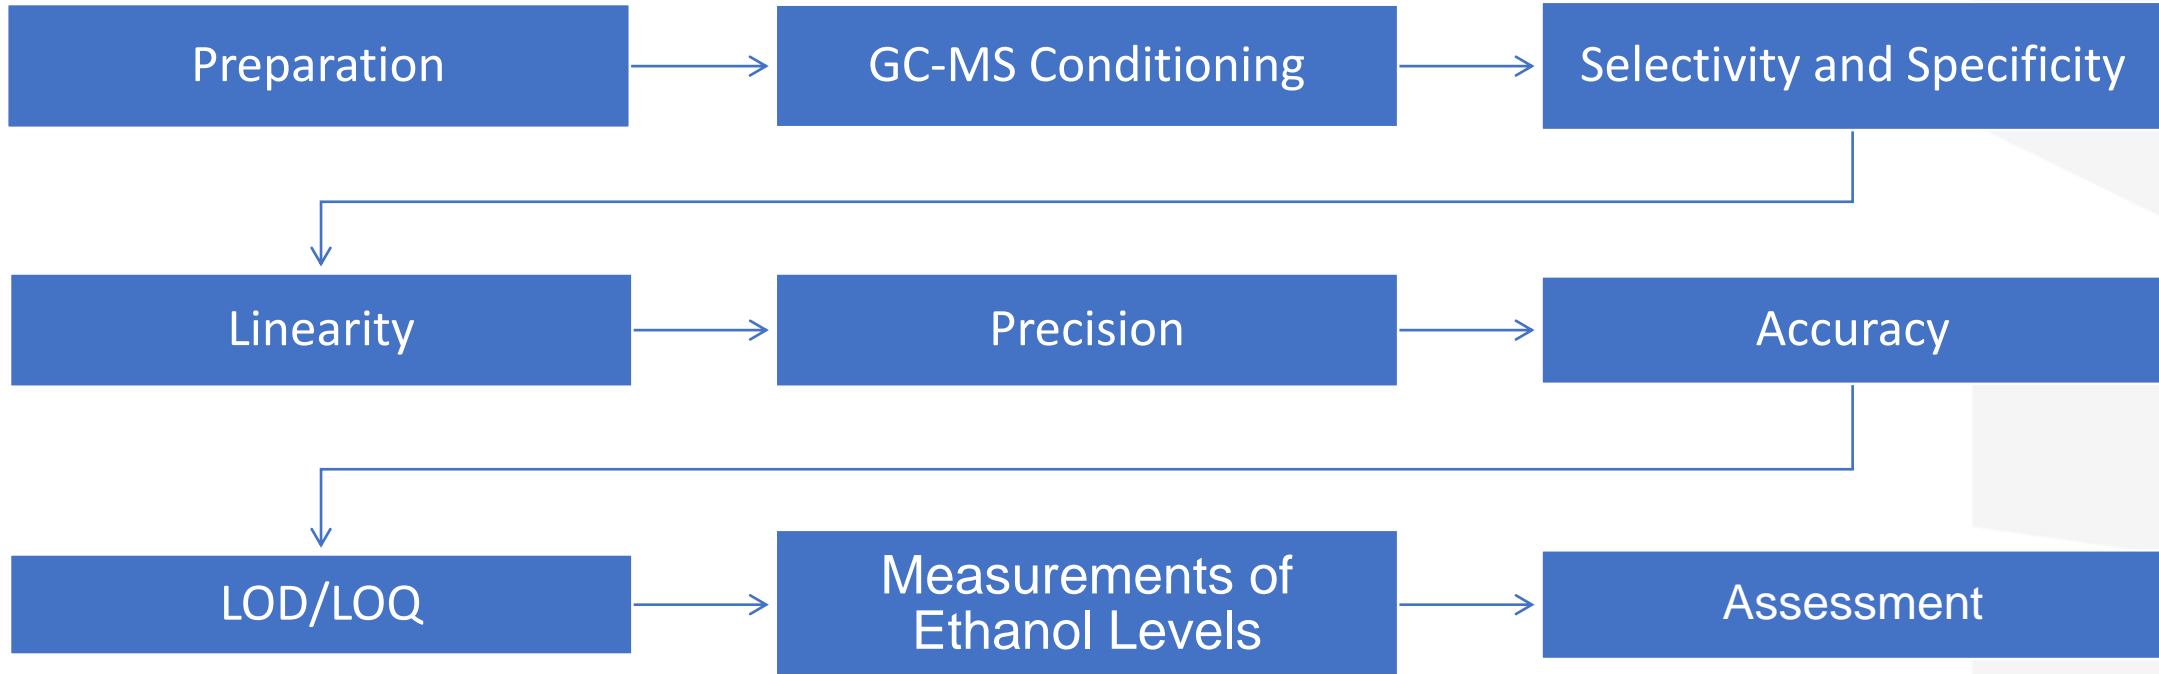 Preparation
GC-MS Conditioning
Selectivity and Specificity
Linearity
Precision
Accuracy
LOD/LOQ
Measurements of
Ethanol Levels
Assessment